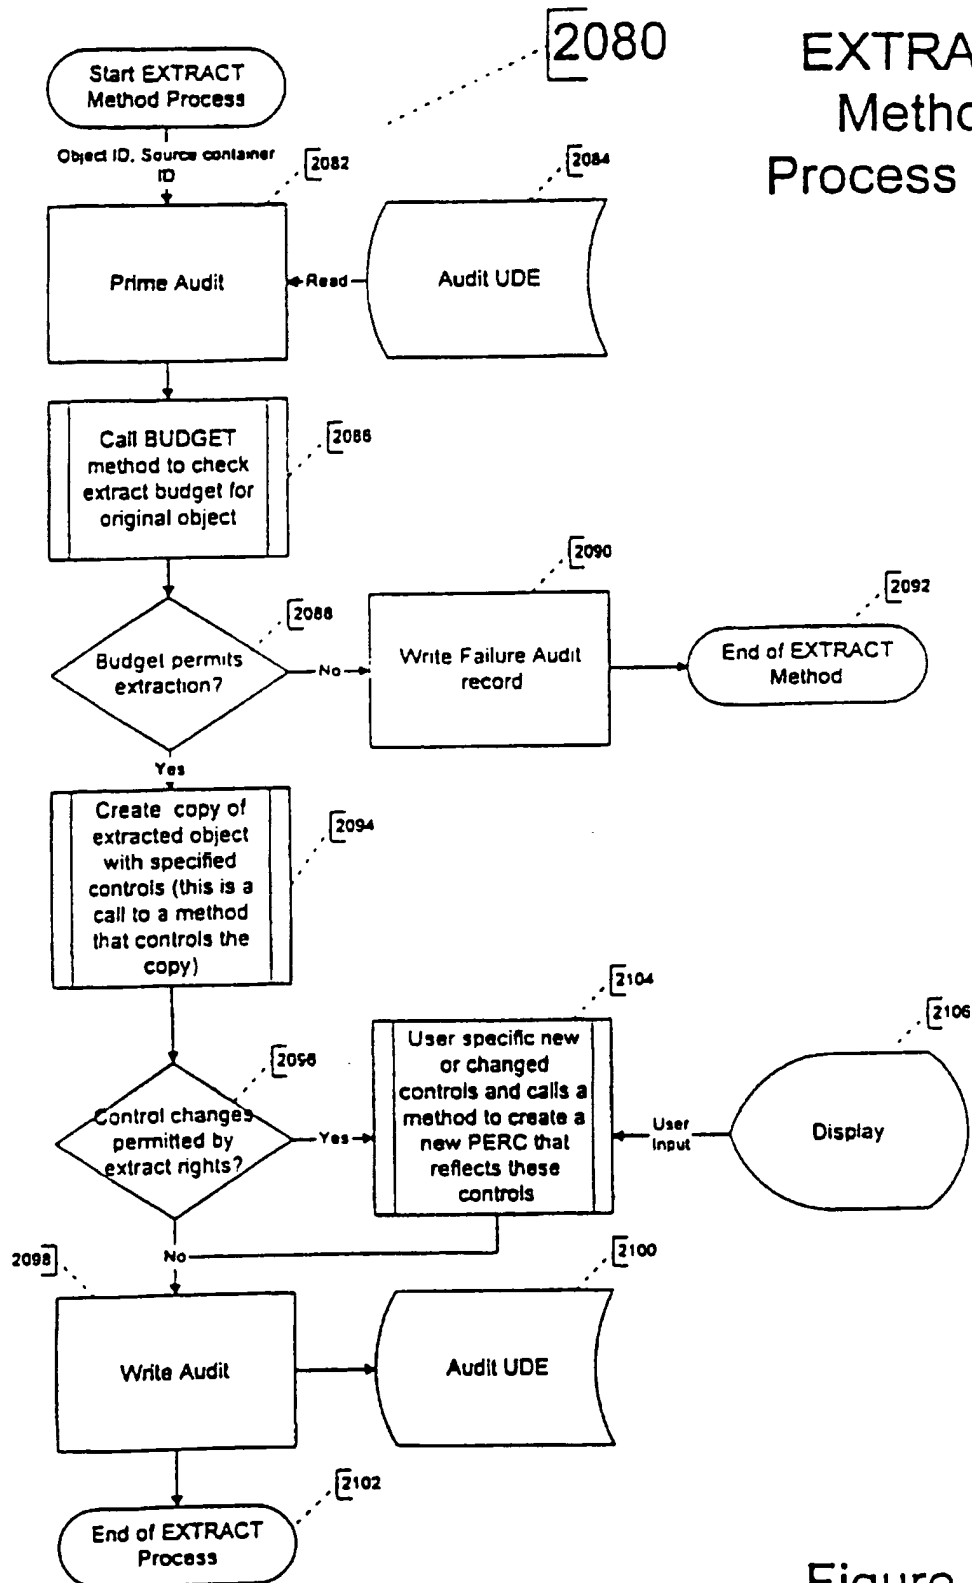 2080
EXTRA
Metho
Process
Start EXTRACT
Method Process
Object ID, Source container
ID
2082
2084
Prime Audit
Read
Audit UDE
Call BUDGET
method to check
extract budget for
original object
2086
2088
Budget permits
extraction?
No
2090
Write Failure Audit
record
2092
End of EXTRACT
Method
Yes
Create copy of
extracted object
with specified
controls (this is a
call to a method
that controls the
copy)
2094
2096
Control changes
permitted by
extract rights?
Yes
2104
User specific new
or changed
controls and calls a
method to create a
new PERC that
reflects these
controls
User
Input
2106
Display
No
2098
Write Audit
2100
Audit UDE
2102
End of EXTRACT
Process
Figure